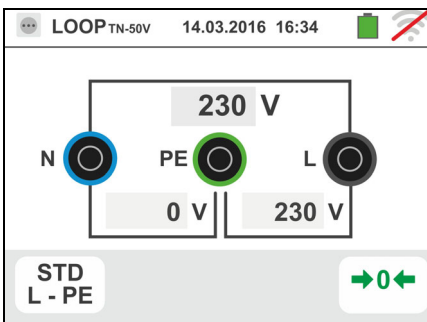 LOOP TN-50V 14.03.2016 16:34
230 V
N PE L
0 V 230 V
STD
L - PE
→0←